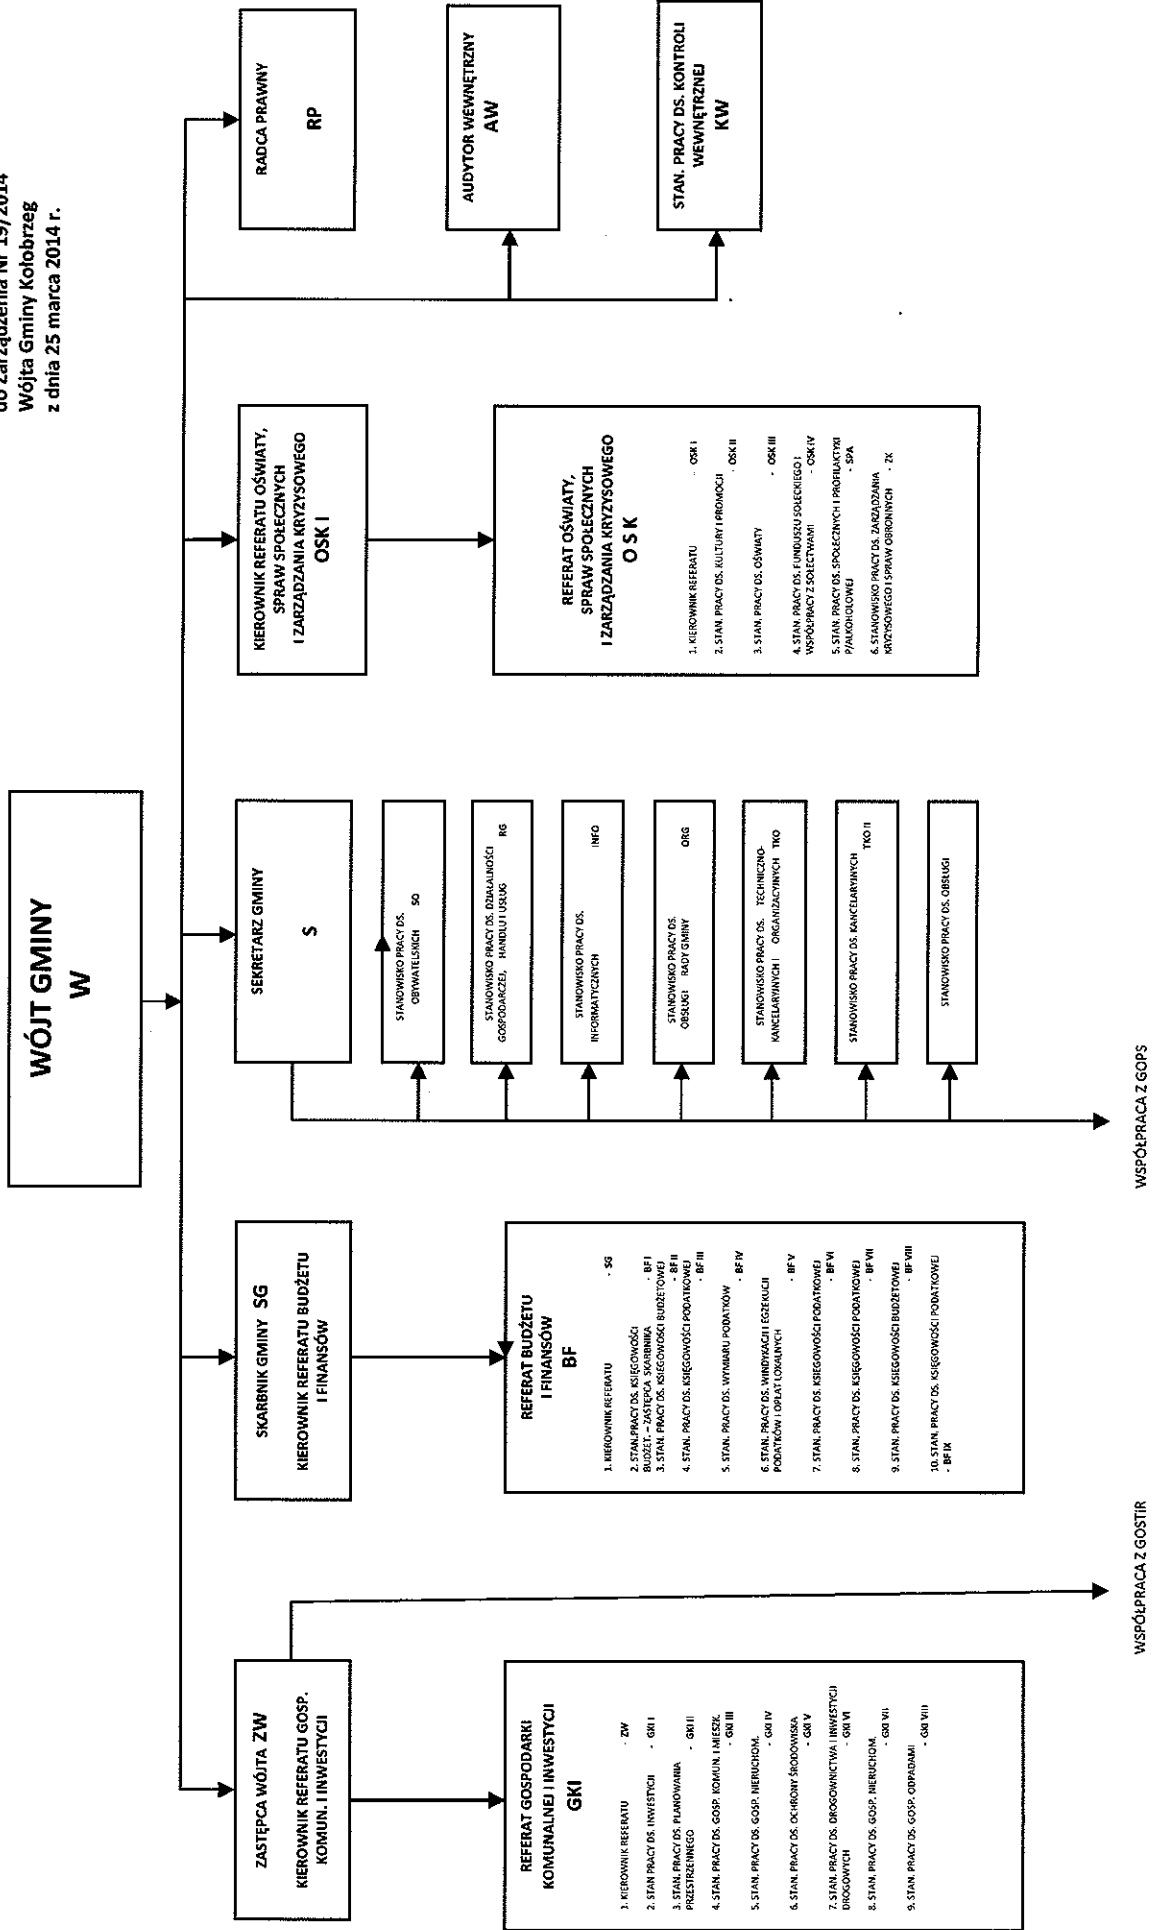 do Zarządzenia Nr 19/2014
Wójta Gminy Kołobrzeg
z dnia 25 marca 2014 r.
WÓJT GMINY
W
ZASTĘPCA WÓJTA ZW
KIEROWNIK REFERATU GOSP.
KOMUN. I INWESTYCJI
SKARBNIK GMINY SG
KIEROWNIK REFERATU BUDŻETU
I FINANSÓW
SEKRETARZ GMINY
S
KIEROWNIK REFERATU OŚWIATY,
SPRAW SPOŁECZNYCH
I ZARZĄDZANIA KRYZYSOWEGO
OSK I
RADCA PRAWNY
RP
AUDYTOR WEWNĘTRZNY
AW
STAN. PRACY DS. KONTROLI
WEWNĘTRZNEJ
KW
REFERAT GOSPODARKI
KOMUNALNEJ I INWESTYCJI
GKI
1. KIEROWNIK REFERATU - ZW
2. STAN PRACY DS. INWESTYCJI - GKI I
3. STAN. PRACY DS. PLANOWANIA
PRZESTRZENNEGO - GKI II
4. STAN. PRACY DS. GOSP. KOMUN. I MIESZK.
- GKI III
5. STAN. PRACY DS. GOSP. NIERUCHOM.
- GKI IV
6. STAN. PRACY DS. OCHRONY ŚRODOWISKA
- GKI V
7. STAN. PRACY DS. DROGOWNICTWA I INWESTYCJI
DROGOWYCH - GKI VI
8. STAN. PRACY DS. GOSP. NIERUCHOM.
- GKI VII
9. STAN. PRACY DS. GOSP. ODPADAMI
- GKI VIII
WSPÓŁPRACA Z GOSTiR
REFERAT BUDŻETU
I FINANSÓW
BF
1. KIEROWNIK REFERATU - SG
2. STAN.PRACY DS. KSIĘGOWOŚCI
BUDŻET. – ZASTĘPCA SKARBNIKA - BF I
3. STAN. PRACY DS. KSIEGOWOŚCI BUDŻETOWEJ
- BF II
4. STAN. PRACY DS. KSIĘGOWOŚCI PODATKOWEJ
- BF III
5. STAN. PRACY DS. WYMIARU PODATKÓW - BF IV
6. STAN. PRACY DS. WINDYKACJI I EGZEKUCJI
PODATKÓW I OPŁAT LOKALNYCH - BF V
7. STAN. PRACY DS. KSIEGOWOŚCI PODATKOWEJ
- BF VI
8. STAN. PRACY DS. KSIĘGOWOŚCI PODATKOWEJ
- BF VII
9. STAN. PRACY DS. KSIEGOWOŚCI BUDŻETOWEJ
- BF VIII
10. STAN. PRACY DS. KSIĘGOWOŚCI PODATKOWEJ
- BF IX
STANOWISKO PRACY DS.
OBYWATELSKICH SO
STANOWISKO PRACY DS. DZIAŁALNOŚCI
GOSPODARCZEJ, HANDLU I USŁUG RG
STANOWISKO PRACY DS.
INFORMATYCZNYCH INFO
STANOWISKO PRACY DS.
OBSŁUGI RADY GMINY ORG
STANOWISKO PRACY DS. TECHNICZNO-
KANCELARYJNYCH I ORGANIZACYJNYCH TKO
STANOWISKO PRACY DS. KANCELARYJNYCH
TKO II
STANOWISKO PRACY DS. OBSŁUGI
WSPÓŁPRACA Z GOPS
REFERAT OŚWIATY,
SPRAW SPOŁECZNYCH
I ZARZĄDZANIA KRYZYSOWEGO
O S K
1. KIEROWNIK REFERATU - OSK I
2. STAN. PRACY DS. KULTURY I PROMOCJI
- OSK II
3. STAN. PRACY DS. OŚWIATY - OSK III
4. STAN. PRACY DS. FUNDUSZU SOŁECKIEGO I
WSPÓŁPRACY Z SOŁECTWAMI - OSK IV
5. STAN. PRACY DS. SPOŁECZNYCH I PROFILAKTYKI
P/ALKOHOLOWEJ - SPA
6. STANOWISKO PRACY DS. ZARZĄDZANIA
KRYZYSOWEGO I SPRAW OBRONNYCH - ZK